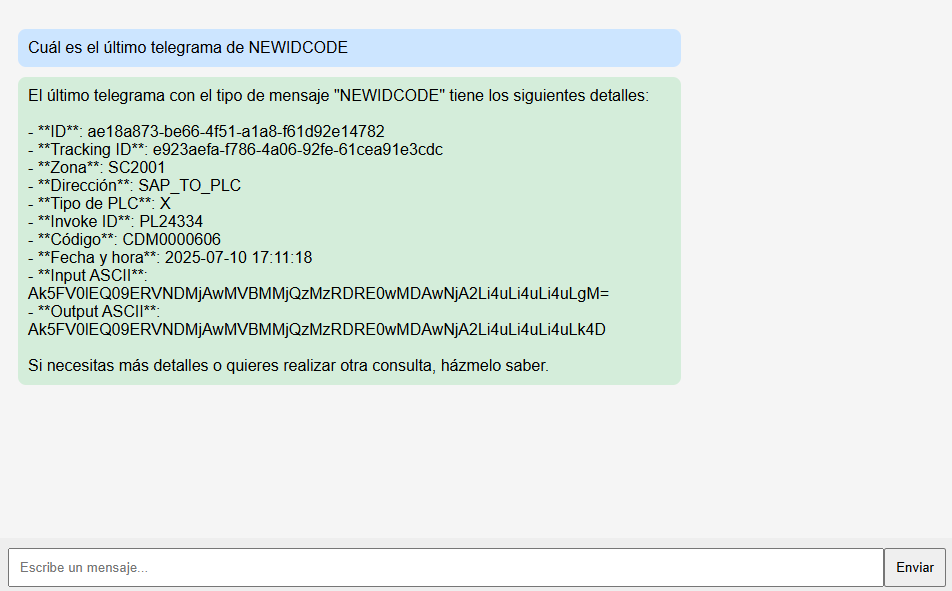 Cuál es el último telegrama de NEWIDCODE
El último telegrama con el tipo de mensaje "NEWIDCODE" tiene los siguientes detalles:
- **ID**: ae18a873-be66-4f51-a1a8-f61d92e14782
- **Tracking ID**: e923aefa-f786-4a06-92fe-61cea91e3cdc
- **Zona**: SC2001
- **Dirección**: SAP_TO_PLC
- **Tipo de PLC**: X
- **Invoke ID**: PL24334
- **Código**: CDM0000606
- **Fecha y hora**: 2025-07-10 17:11:18
- **Input ASCII**:
Ak5FV0lEQ09ERVNDMjAwMVBMMjQzMzRDRE0wMDAwNjA2Li4uLi4uLi4uLgM=
- **Output ASCII**:
Ak5FV0lEQ09ERVNDMjAwMVBMMjQzMzRDRE0wMDAwNjA2Li4uLi4uLi4uLk4D
Si necesitas más detalles o quieres realizar otra consulta, házmelo saber.
Escribe un mensaje...
Enviar